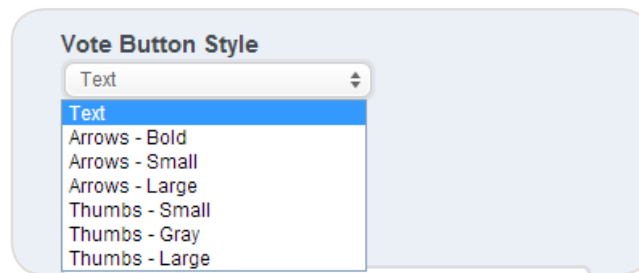 Vote Button Style
Text
Text
Arrows - Bold
Arrows - Small
Arrows - Large
Thumbs - Small
Thumbs - Gray
Thumbs - Large